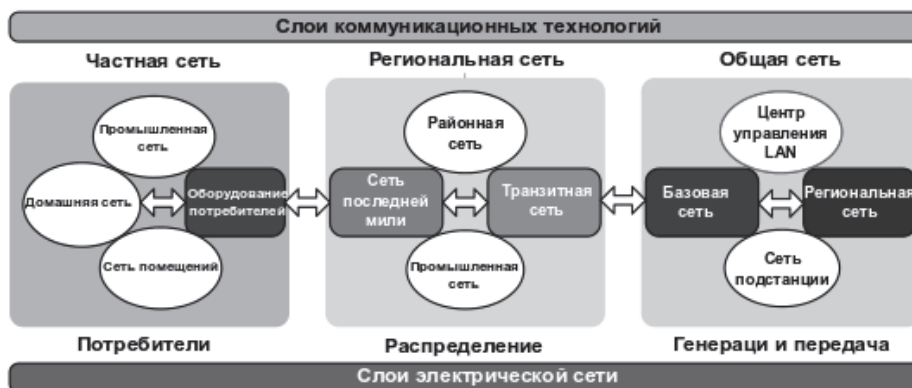 Слои коммуникационных технологий
Частная сеть
Региональная сеть
Общая сеть
Промышленная
сеть
Домашняя сеть
Оборудование
потребителей
Сеть помещений
Районная
сеть
Сеть
последней
мили
Транзитная
сеть
Промышленная
сеть
Центр
управления
LAN
Базовая
сеть
Региональная
сеть
Сеть
подстанции
Потребители
Распределение
Генераци и передача
Слои электрической сети